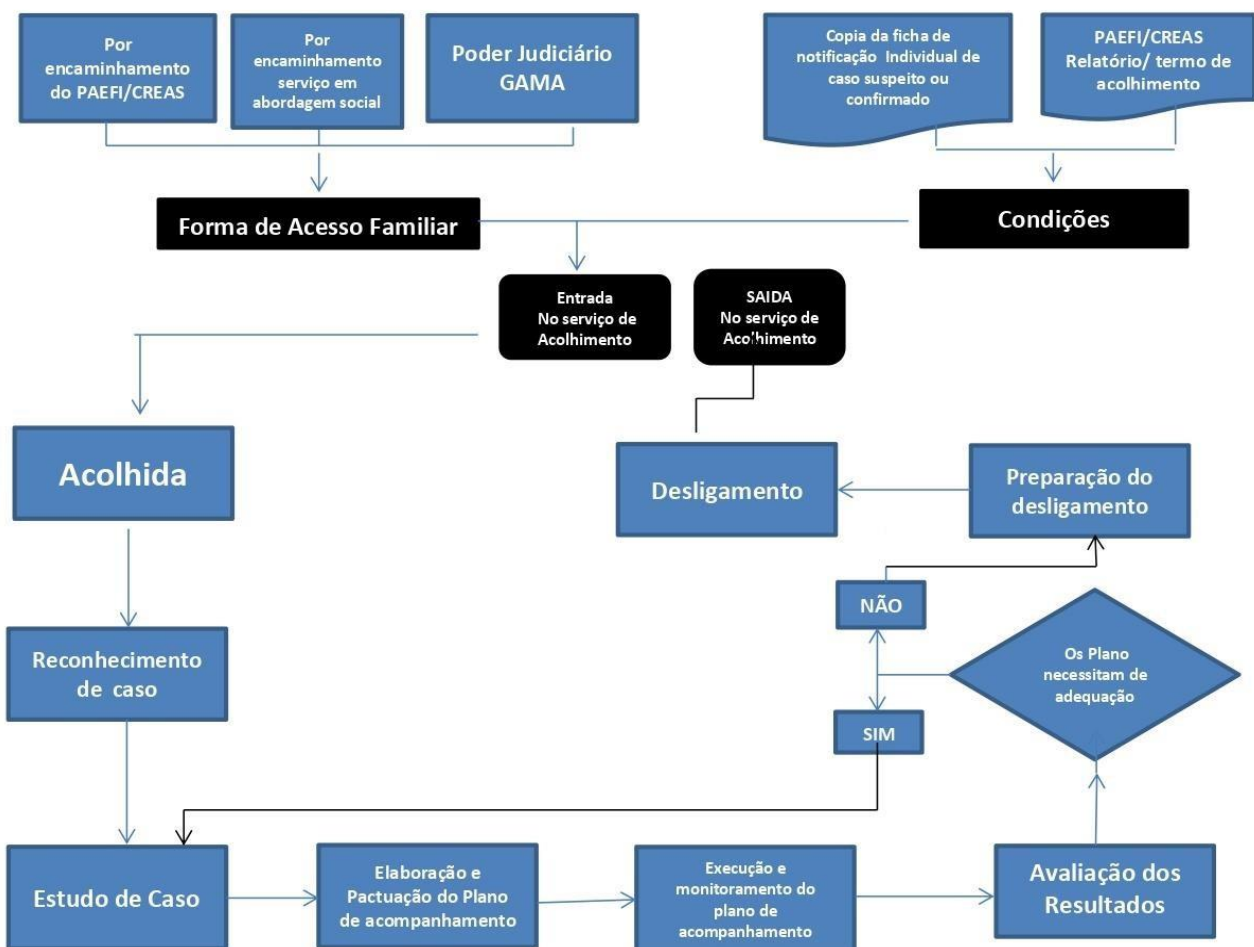 Por
encaminhamento
do PAEFI/CREAS
Por
encaminhamento
serviço em
abordagem social
Poder Judiciário
GAMA
Copia da ficha de
notificação Individual de
caso suspeito ou
confirmado
PAEFI/CREAS
Relatório/ termo de
acolhimento
Forma de Acesso Familiar
Condições
Entrada
No serviço de
Acolhimento
SAIDA
No serviço de
Acolhimento
Acolhida
Desligamento
Preparação do
desligamento
NÃO
Reconhecimento
de caso
Os Plano
necessitam de
adequação
SIM
Estudo de Caso
Elaboração e
Pactuação do Plano
de acompanhamento
Execução e
monitoramento do
plano de
acompanhamento
Avaliação dos
Resultados